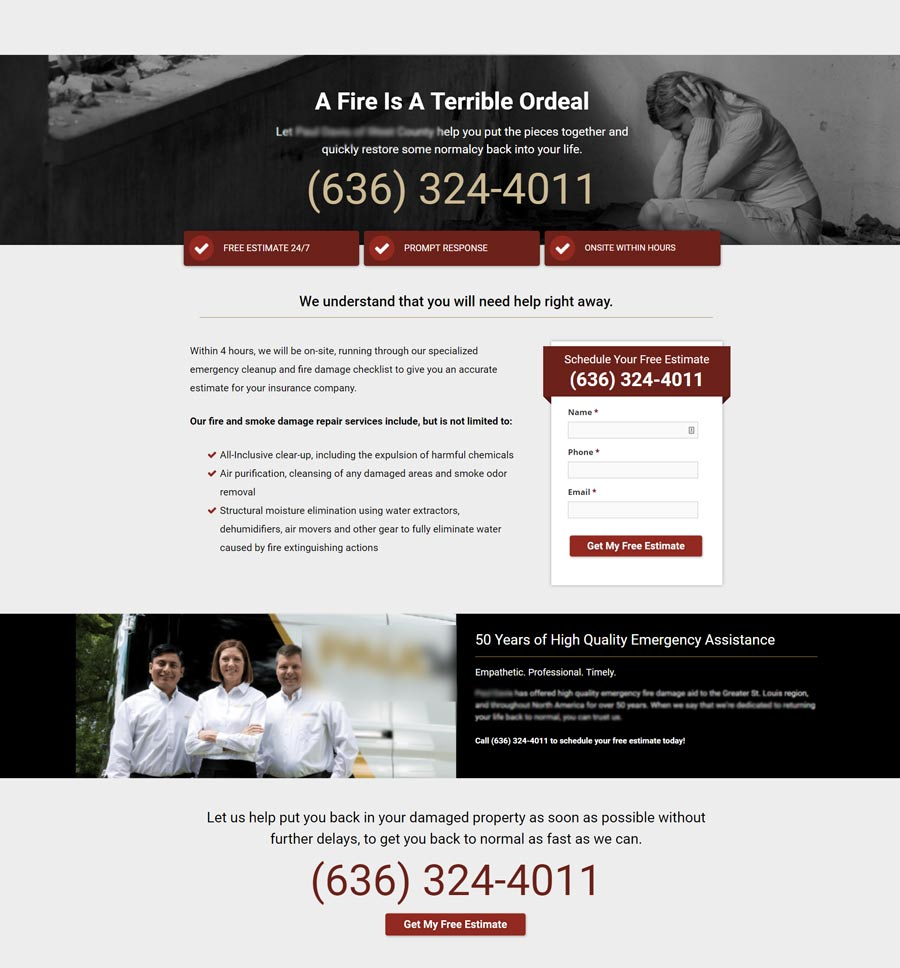 A Fire Is A Terrible Ordeal
Let help you put the pieces together and
quickly restore some normalcy back into your life.
(636) 324-4011
FREE ESTIMATE 24/7
PROMPT RESPONSE
ONSITE WITHIN HOURS
We understand that you will need help right away.
Within 4 hours, we will be on-site, running through our specialized
emergency cleanup and fire damage checklist to give you an accurate
estimate for your insurance company.
Our fire and smoke damage repair services include, but is not limited to:
All-Inclusive clear-up, including the expulsion of harmful chemicals
Air purification, cleansing of any damaged areas and smoke odor
removal
Structural moisture elimination using water extractors,
dehumidifiers, air movers and other gear to fully eliminate water
caused by fire extinguishing actions
Schedule Your Free Estimate
(636) 324-4011
Name *
Phone *
Email *
Get My Free Estimate
50 Years of High Quality Emergency Assistance
Empathetic. Professional. Timely.
has offered high quality emergency fire damage aid to the Greater St. Louis region,
and throughout North America for over 50 years. When we say that we're dedicated to returning
your life back to normal, you can trust us.
Call (636) 324-4011 to schedule your free estimate today!
Let us help put you back in your damaged property as soon as possible without
further delays, to get you back to normal as fast as we can.
(636) 324-4011
Get My Free Estimate